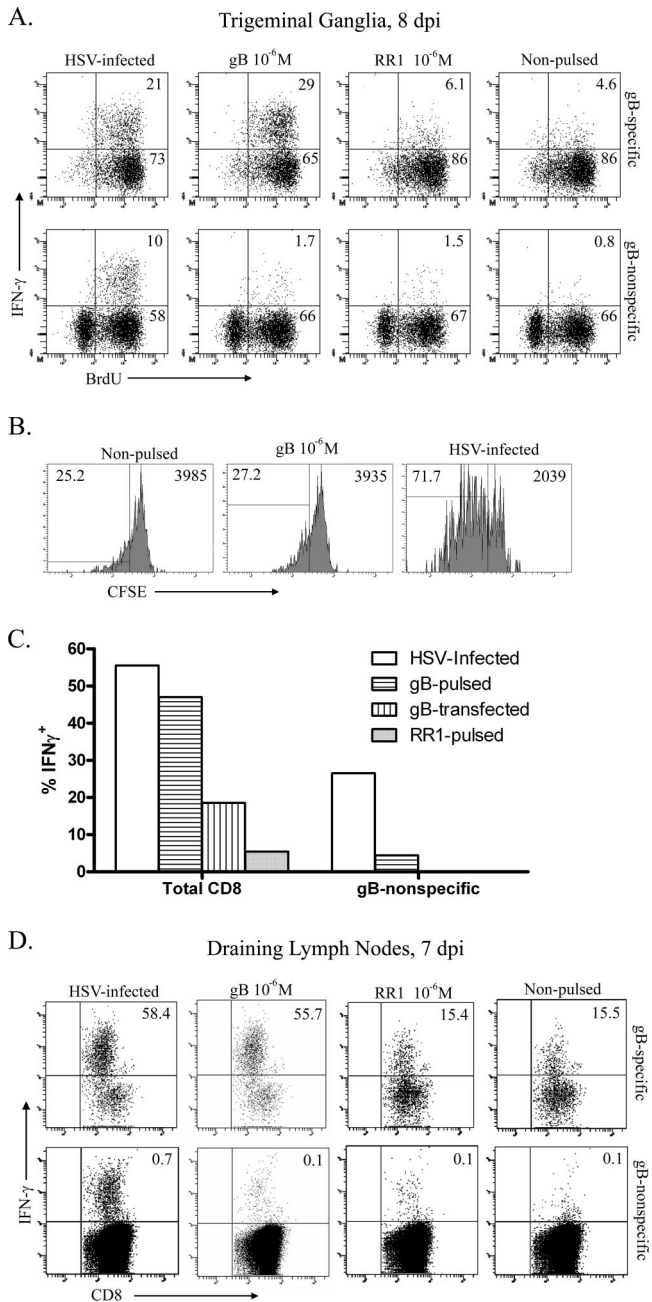 A.
Trigeminal Ganglia, 8 dpi
HSV-infected
gB 10-6M
RR1 10-6M
Non-pulsed
21
29
6.1
4.6
73
65
86
86
gB-specific
10
1.7
1.5
0.8
58
66
67
66
gB-nonspecific
IFN-γ
BrdU
B.
Non-pulsed
gB 10-6M
HSV-infected
25.2
3985
27.2
3935
71.7
2039
CFSE
C.
60
50
40
30
20
10
0
% IFNγ+
HSV-Infected
gB-pulsed
gB-transfected
RR1-pulsed
Total CD8
gB-nonspecific
D.
Draining Lymph Nodes, 7 dpi
HSV-infected
gB 10-6M
RR1 10-6M
Non-pulsed
58.4
55.7
15.4
15.5
gB-specific
0.7
0.1
0.1
0.1
gB-nonspecific
IFN-γ
CD8